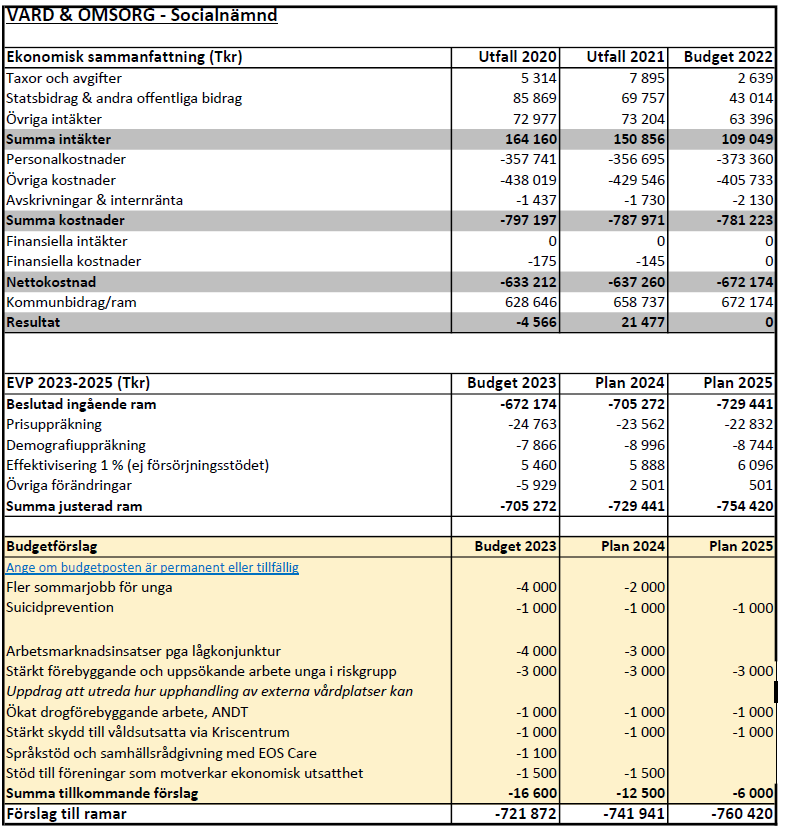 VÅRD & OMSORG - Socialnämnd
Ekonomisk sammanfattning (Tkr) Utfall 2020 Utfall 2021 Budget 2022
Taxor och avgifter 5 314 7 895 2 639
Statsbidrag & andra offentliga bidrag 85 869 69 757 43 014
Övriga intäkter 72 977 73 204 63 396
Summa intäkter 164 160 150 856 109 049
Personalkostnader -357 741 -356 695 -373 360
Övriga kostnader -438 019 -429 546 -405 733
Avskrivningar & internränta -1 437 -1 730 -2 130
Summa kostnader -797 197 -787 971 -781 223
Finansiella intäkter 0 0 0
Finansiella kostnader -175 -145 0
Nettokostnad -633 212 -637 260 -672 174
Kommunbidrag/ram 628 646 658 737 672 174
Resultat -4 566 21 477 0
EVP 2023-2025 (Tkr) Budget 2023 Plan 2024 Plan 2025
Beslutad ingående ram -672 174 -705 272 -729 441
Prisuppräkning -24 763 -23 562 -22 832
Demografiuppräkning -7 866 -8 996 -8 744
Effektivisering 1 % (ej försörjningsstödet) 5 460 5 888 6 096
Övriga förändringar -5 929 2 501 501
Summa justerad ram -705 272 -729 441 -754 420
Budgetförslag Budget 2023 Plan 2024 Plan 2025
Ange om budgetposten är permanent eller tillfällig
Fler sommarjobb för unga -4 000 -2 000
Suicidprevention -1 000 -1 000 -1 000
Arbetsmarknadsinsatser pga lågkonjunktur -4 000 -3 000
Stärkt förebyggande och uppsökande arbete unga i riskgrupp -3 000 -3 000 -3 000
Uppdrag att utreda hur upphandling av externa vårdplatser kan
Ökat drogförebyggande arbete, ANDT -1 000 -1 000 -1 000
Stärkt skydd till våldsutsatta via Kriscentrum -1 000 -1 000 -1 000
Språkstöd och samhällsrådgivning med EOS Care -1 100
Stöd till föreningar som motverkar ekonomisk utsatthet -1 500 -1 500
Summa tillkommande förslag -16 600 -12 500 -6 000
Förslag till ramar -721 872 -741 941 -760 420